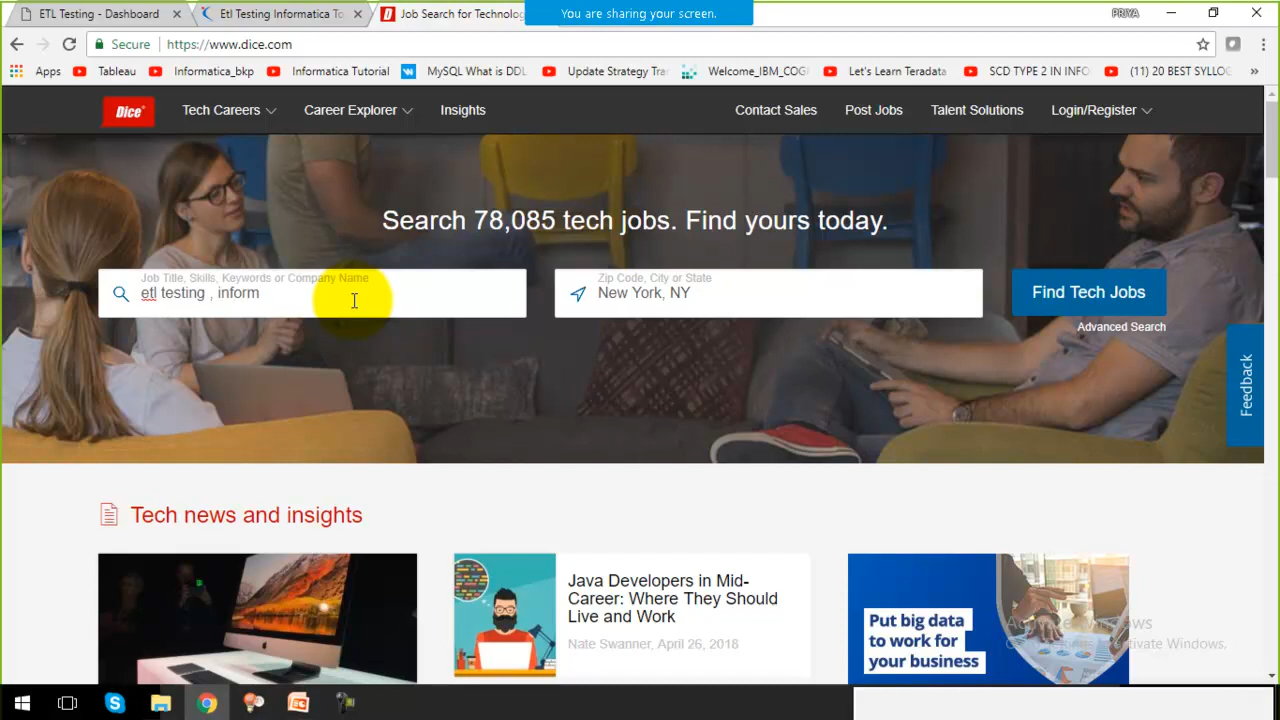 ETL Testing - Dashboard
Etl Testing Informatica To
Job Search for Technolog
You are sharing your screen.
PRIYA
Secure
https://www.dice.com
Apps
Tableau
Informatica_bkp
Informatica Tutorial
MySQL What is DDL
Update Strategy Tra
Welcome_IBM_COG
Let's Learn Teradata
SCD TYPE 2 IN INFO
(11) 20 BEST SYLLO
Dice
Tech Careers
Career Explorer
Insights
Contact Sales
Post Jobs
Talent Solutions
Login/Register
Search 78,085 tech jobs. Find yours today.
Job Title, Skills, Keywords or Company Name
etl testing , inform
Zip Code, City or State
New York, NY
Find Tech Jobs
Advanced Search
Feedback
Tech news and insights
Java Developers in Mid-
Career: Where They Should
Live and Work
Nate Swanner, April 26, 2018
Put big data
to work for
your business